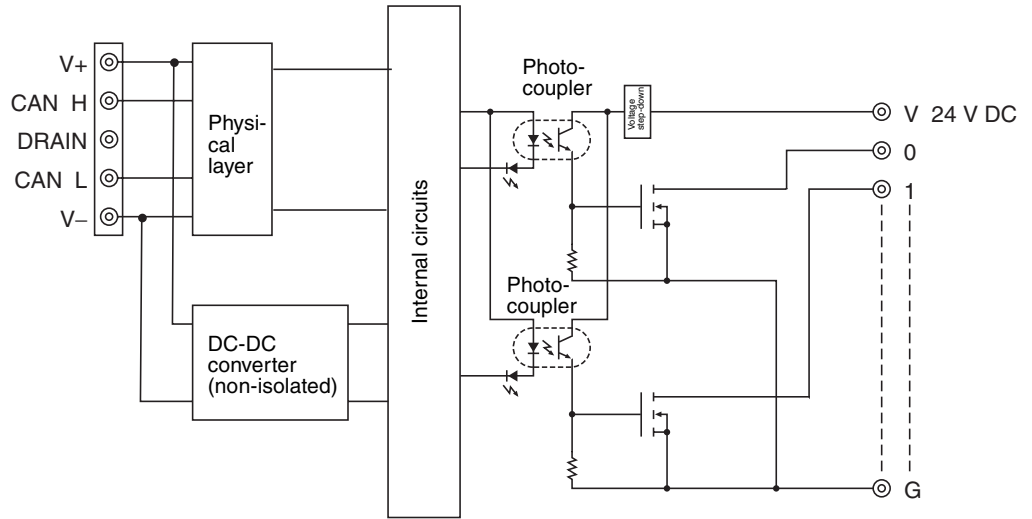 V+
CAN H
DRAIN
CAN L
V–
Physi-
cal
layer
DC-DC
converter
(non-isolated)
Internal circuits
Photo-
coupler
Voltage
step-down
Photo-
coupler
V 24 V DC
0
1
G